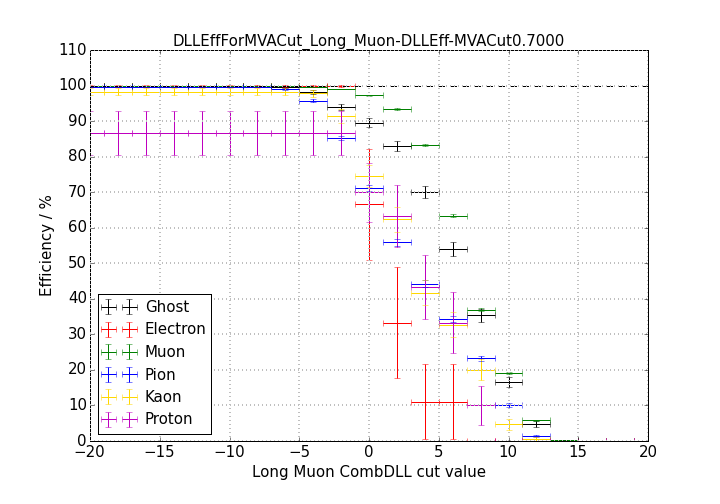 DLLEffForMVACut_Long_Muon-DLLEff-MVACut0.7000
110
100
90
80
70
60
50
40
30
20
10
0
Efficiency / %
Ghost
Electron
Muon
Pion
Kaon
Proton
−20 −15 −10 −5 0 5 10 15 20
Long Muon CombDLL cut value